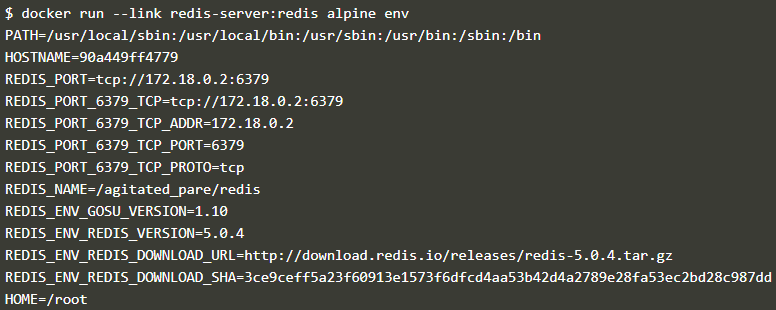 $ docker run --link redis-server:redis alpine env
PATH=/usr/local/sbin:/usr/local/bin:/usr/sbin:/usr/bin:/sbin:/bin
HOSTNAME=90a449ff4779
REDIS_PORT=tcp://172.18.0.2:6379
REDIS_PORT_6379_TCP=tcp://172.18.0.2:6379
REDIS_PORT_6379_TCP_ADDR=172.18.0.2
REDIS_PORT_6379_TCP_PORT=6379
REDIS_PORT_6379_TCP_PROTO=tcp
REDIS_NAME=/agitated_pare/redis
REDIS_ENV_GOSU_VERSION=1.10
REDIS_ENV_REDIS_VERSION=5.0.4
REDIS_ENV_REDIS_DOWNLOAD_URL=http://download.redis.io/releases/redis-5.0.4.tar.gz
REDIS_ENV_REDIS_DOWNLOAD_SHA=3ce9ceff5a23f60913e1573f6dfcd4aa53b42d4a2789e28fa53ec2bd28c987dd
HOME=/root